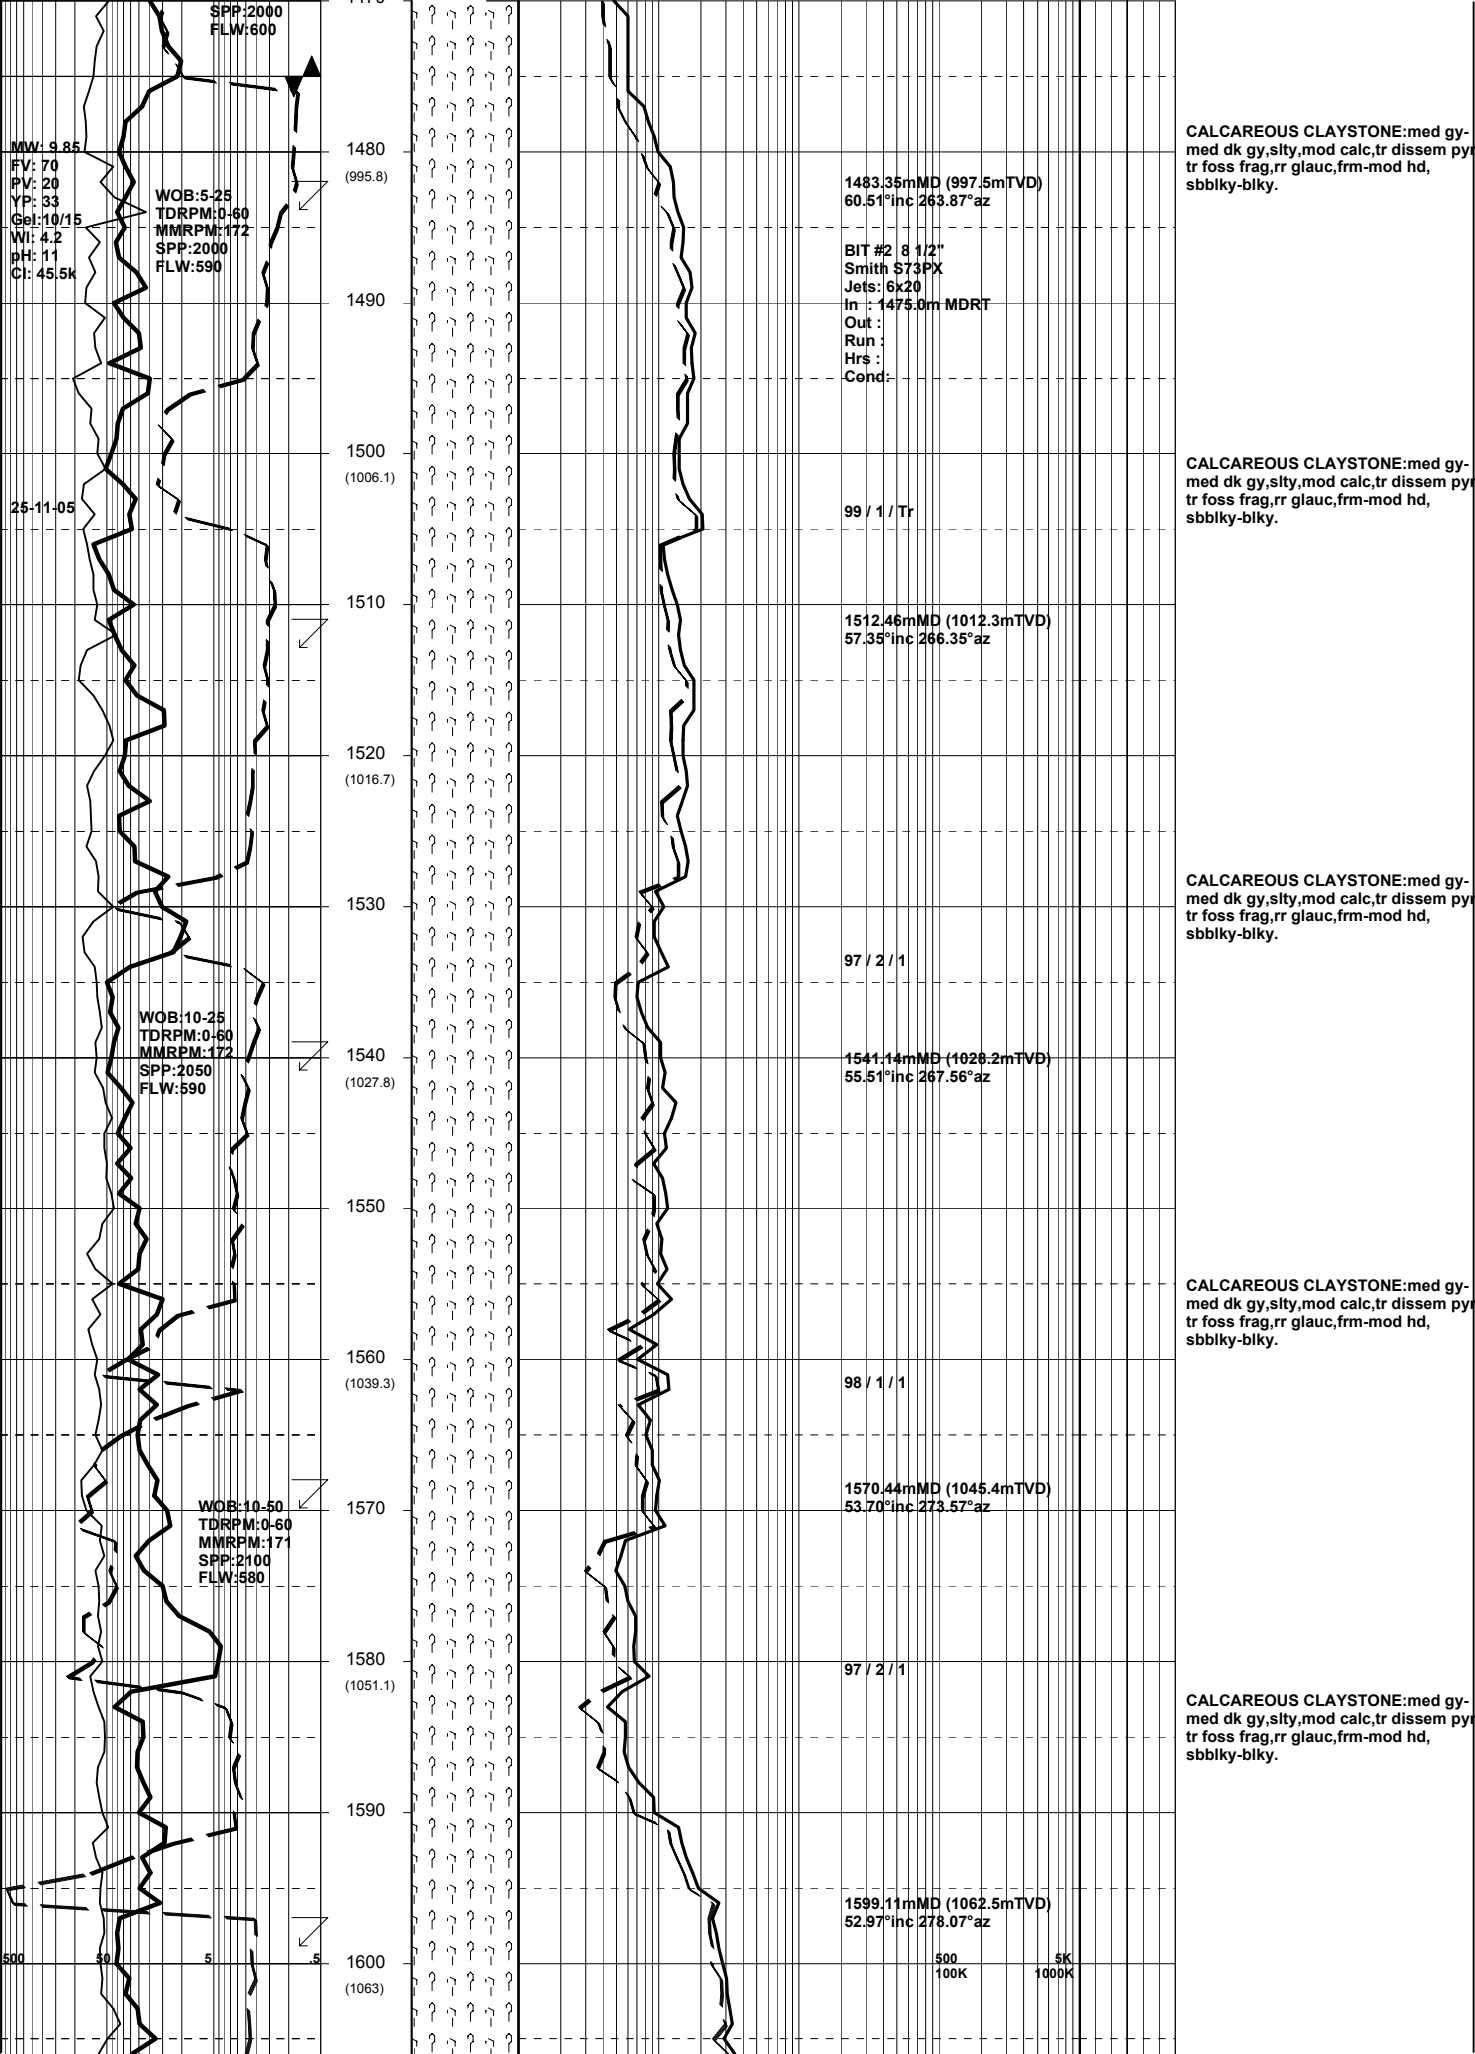 SPP:2000
FLW:600
MW: 9.85
FV: 70
PV: 20
YP: 33
Gel:10/15
Wl: 4.2
pH: 11
Cl: 45.5k
WOB:5-25
TDRPM:0-60
MMRPM:172
SPP:2000
FLW:590
25-11-05
WOB:10-25
TDRPM:0-60
MMRPM:172
SPP:2050
FLW:590
WOB:10-50
TDRPM:0-60
MMRPM:171
SPP:2100
FLW:580
500 50 5 .5
1480
(995.8)
1490
1500
(1006.1)
1510
1520
(1016.7)
1530
1540
(1027.8)
1550
1560
(1039.3)
1570
1580
(1051.1)
1590
1600
(1063)
1483.35mMD (997.5mTVD)
60.51°inc 263.87°az
BIT #2 8 1/2"
Smith S73PX
Jets: 6x20
In : 1475.0m MDRT
Out :
Run :
Hrs :
Cond:
99 / 1 / Tr
1512.46mMD (1012.3mTVD)
57.35°inc 266.35°az
97 / 2 / 1
1541.14mMD (1028.2mTVD)
55.51°inc 267.56°az
98 / 1 / 1
1570.44mMD (1045.4mTVD)
53.70°inc 273.57°az
97 / 2 / 1
1599.11mMD (1062.5mTVD)
52.97°inc 278.07°az
500 5K
100K 1000K
CALCAREOUS CLAYSTONE:med gy-
med dk gy,slty,mod calc,tr dissem pyr
tr foss frag,rr glauc,frm-mod hd,
sbblky-blky.
CALCAREOUS CLAYSTONE:med gy-
med dk gy,slty,mod calc,tr dissem pyr
tr foss frag,rr glauc,frm-mod hd,
sbblky-blky.
CALCAREOUS CLAYSTONE:med gy-
med dk gy,slty,mod calc,tr dissem pyr
tr foss frag,rr glauc,frm-mod hd,
sbblky-blky.
CALCAREOUS CLAYSTONE:med gy-
med dk gy,slty,mod calc,tr dissem pyr
tr foss frag,rr glauc,frm-mod hd,
sbblky-blky.
CALCAREOUS CLAYSTONE:med gy-
med dk gy,slty,mod calc,tr dissem pyr
tr foss frag,rr glauc,frm-mod hd,
sbblky-blky.